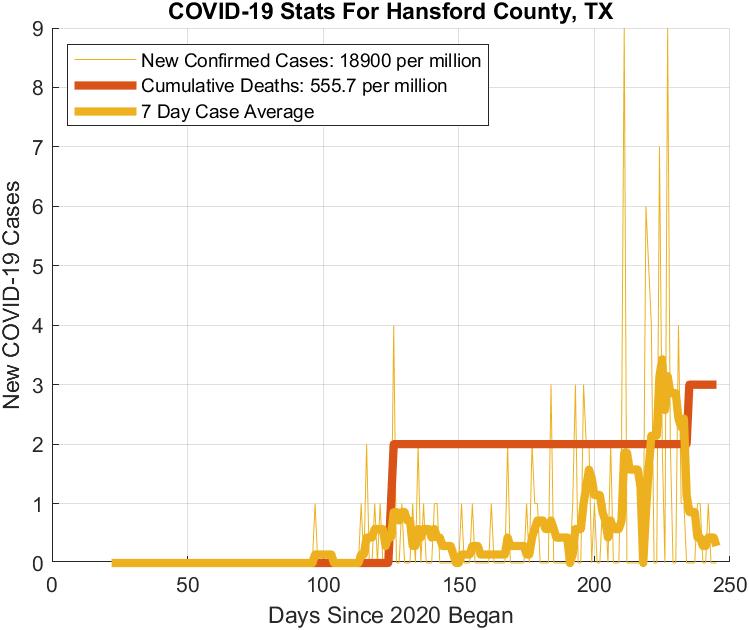 COVID-19 Stats For Hansford County, TX
New Confirmed Cases: 18900 per million
Cumulative Deaths: 555.7 per million
7 Day Case Average
New COVID-19 Cases
9
8
7
6
5
4
3
2
1
0
0 50 100 150 200 250
Days Since 2020 Began